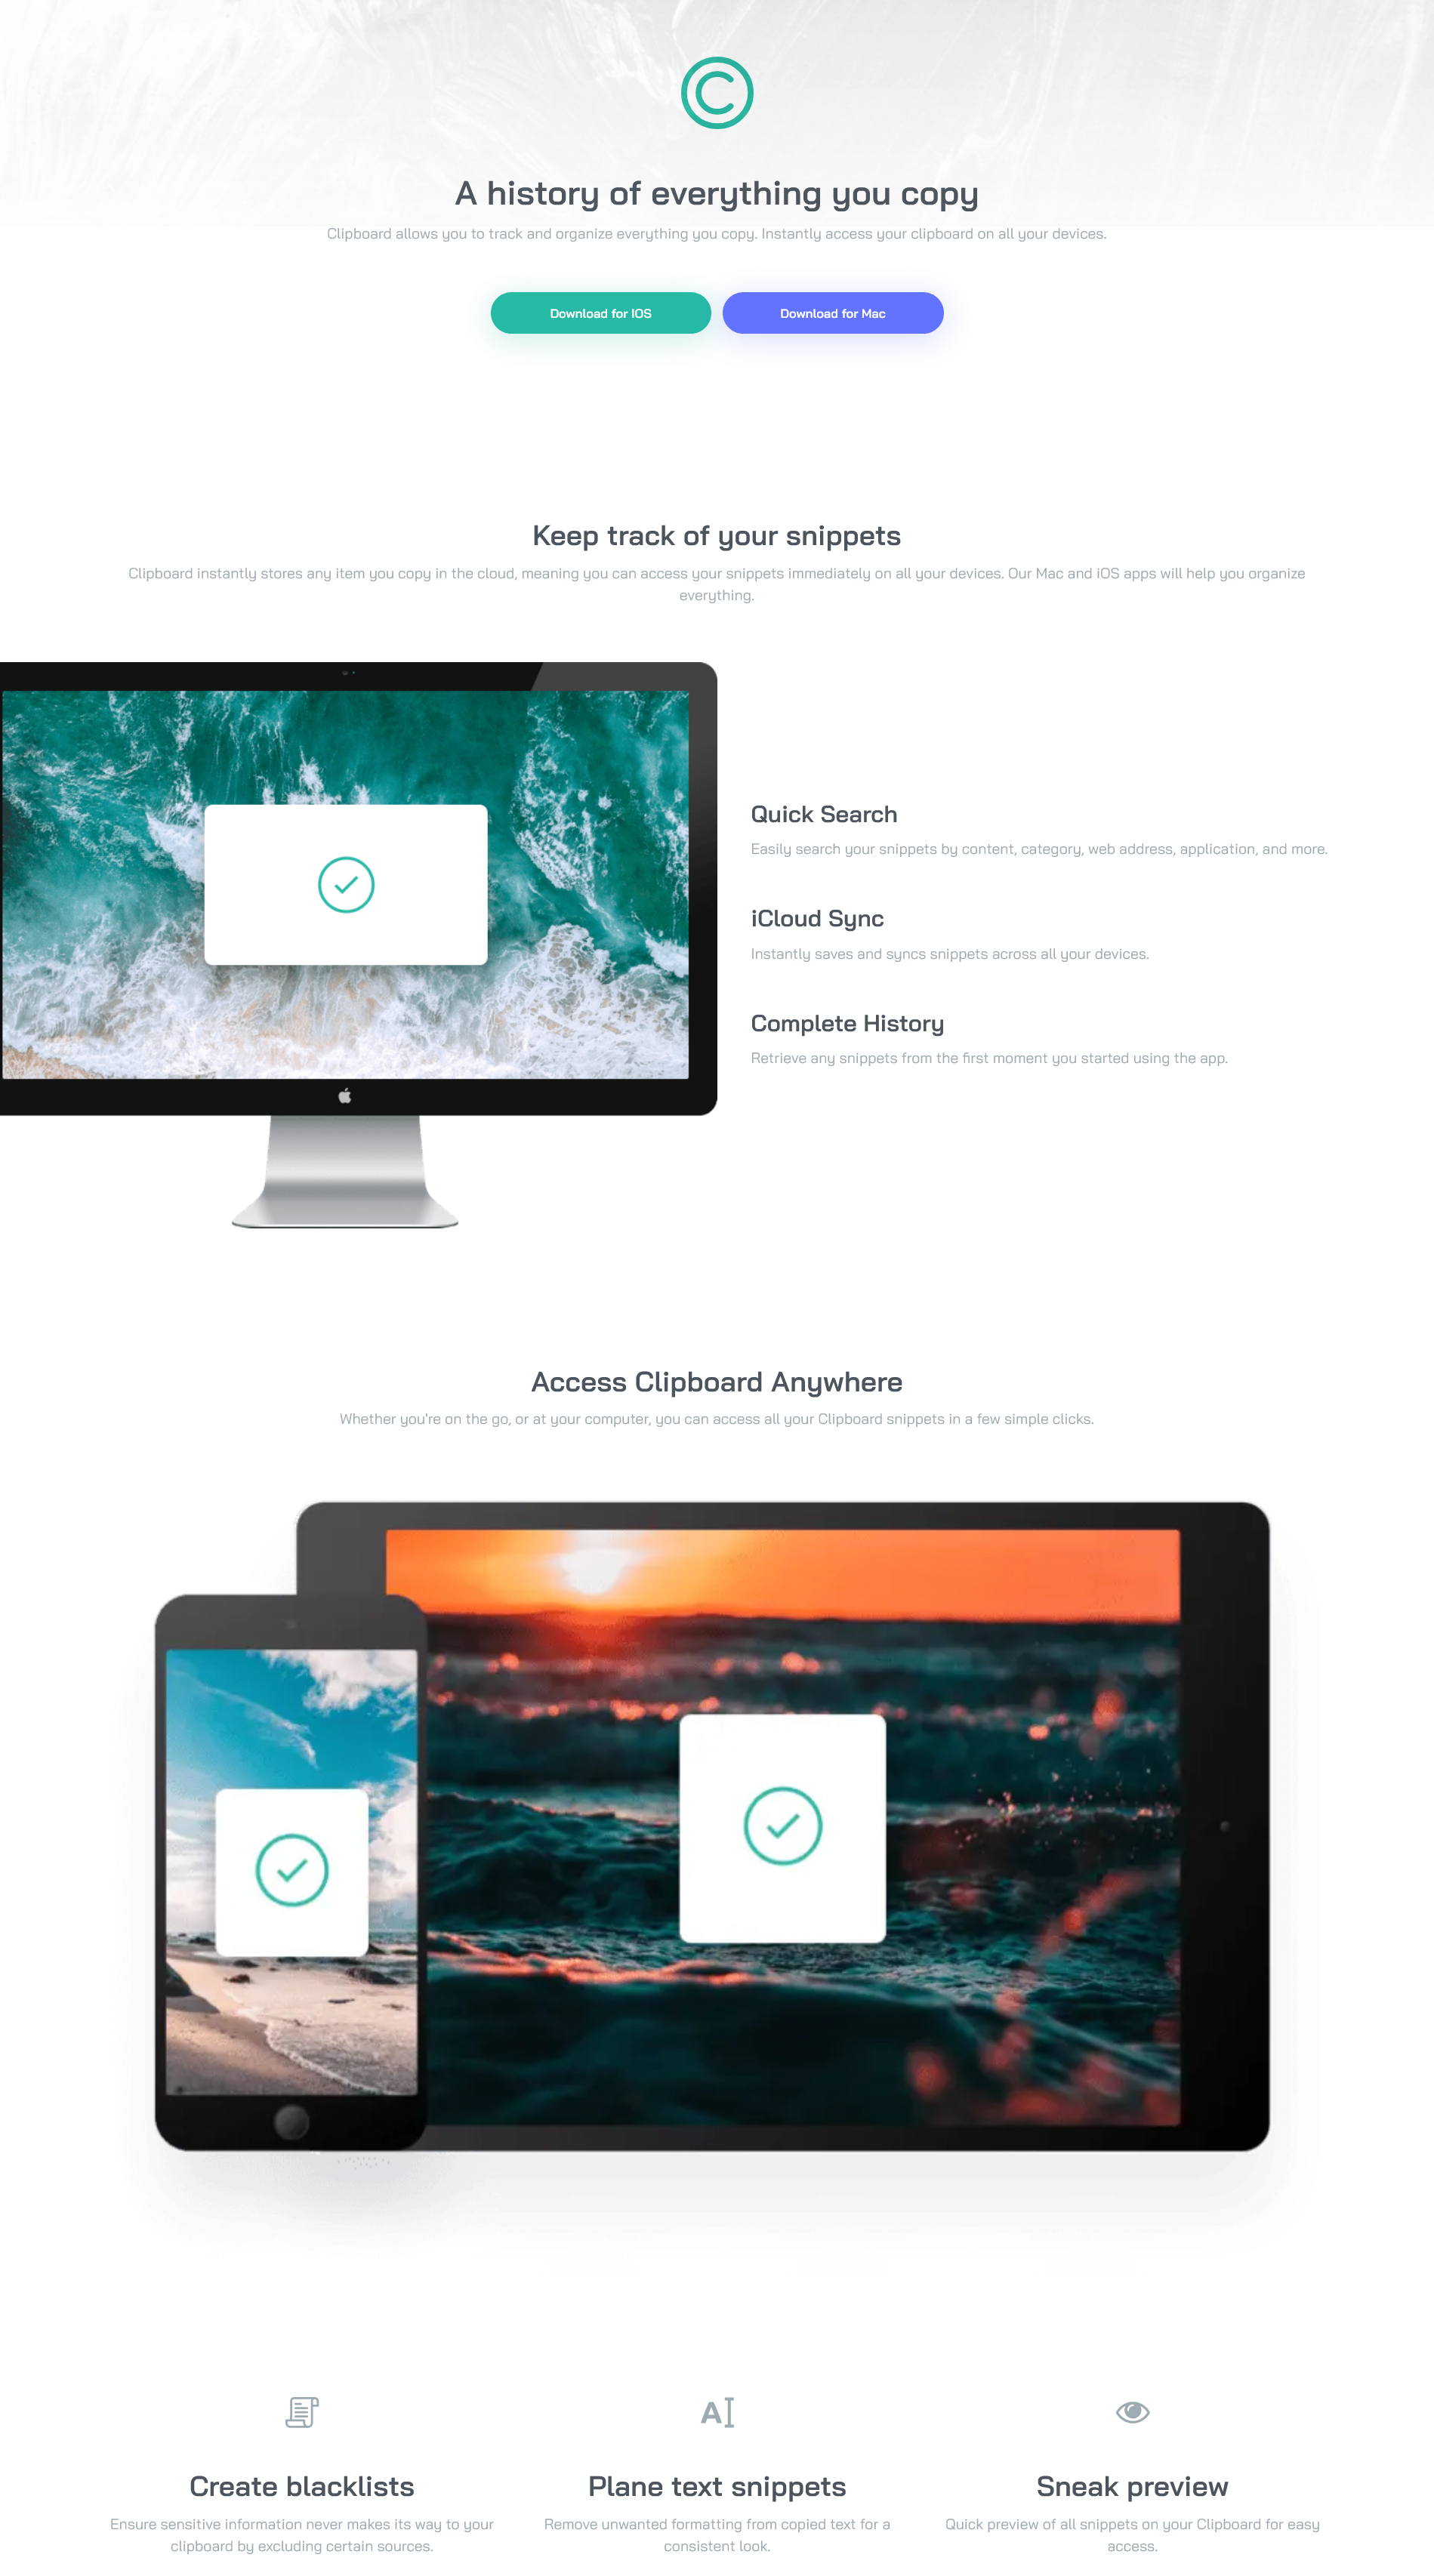 A history of everything you copy
Clipboard allows you to track and organize everything you copy. Instantly access your clipboard on all your devices.
Download for IOS
Download for Mac
Keep track of your snippets
Clipboard instantly stores any item you copy in the cloud, meaning you can access your snippets immediately on all your devices. Our Mac and iOS apps will help you organize
everything.
Quick Search
Easily search your snippets by content, category, web address, application, and more.
iCloud Sync
Instantly saves and syncs snippets across all your devices.
Complete History
Retrieve any snippets from the first moment you started using the app.
Access Clipboard Anywhere
Whether you're on the go, or at your computer, you can access all your Clipboard snippets in a few simple clicks.
Create blacklists
Ensure sensitive information never makes its way to your
clipboard by excluding certain sources.
Plane text snippets
Remove unwanted formatting from copied text for a
consistent look.
Sneak preview
Quick preview of all snippets on your Clipboard for easy
access.